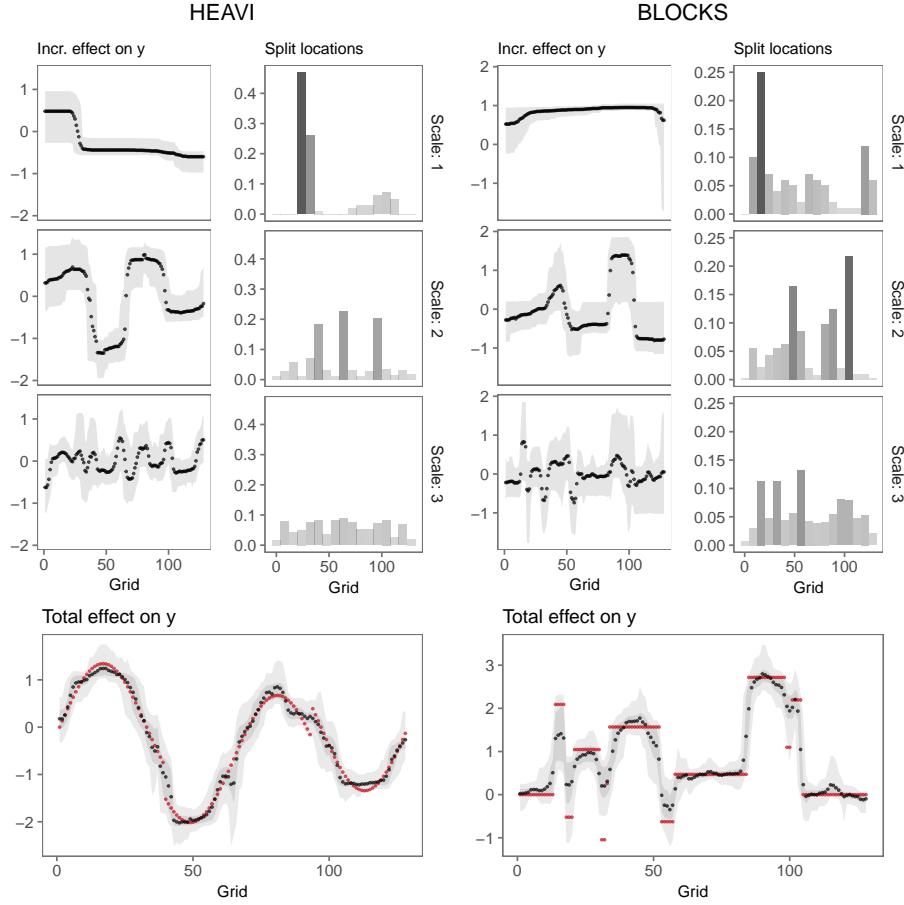 HEAVI
BLOCKS
Incr. effect on y
Split locations
Incr. effect on y
Split locations
1
0
−1
−2
0.4
0.3
0.2
0.1
0.0
Scale: 1
2
1
0
−1
0.25
0.20
0.15
0.10
0.05
0.00
Scale: 1
1
0
−1
−2
0.4
0.3
0.2
0.1
0.0
Scale: 2
2
1
0
−1
0.25
0.20
0.15
0.10
0.05
0.00
Scale: 2
1
0
−1
−2
0.4
0.3
0.2
0.1
0.0
Scale: 3
2
1
0
−1
0.25
0.20
0.15
0.10
0.05
0.00
Scale: 3
0 50 100
0 50 100
0 50 100
0 50 100
Grid
Grid
Grid
Grid
Total effect on y
Total effect on y
1
0
−1
−2
3
2
1
0
−1
0 50 100
0 50 100
Grid
Grid